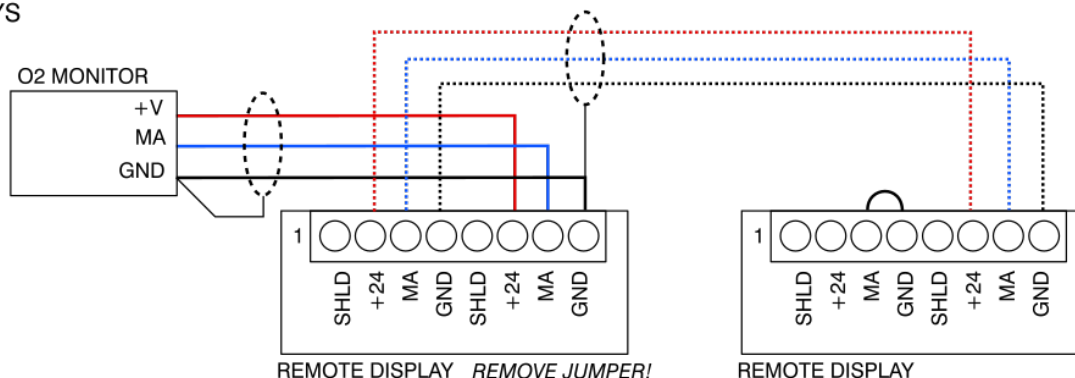 YS
O2 MONITOR
+V
MA
GND
1
SHLD
+24
MA
GND
SHLD
+24
MA
GND
REMOTE DISPLAY REMOVE JUMPER!
1
SHLD
+24
MA
GND
SHLD
+24
MA
GND
REMOTE DISPLAY